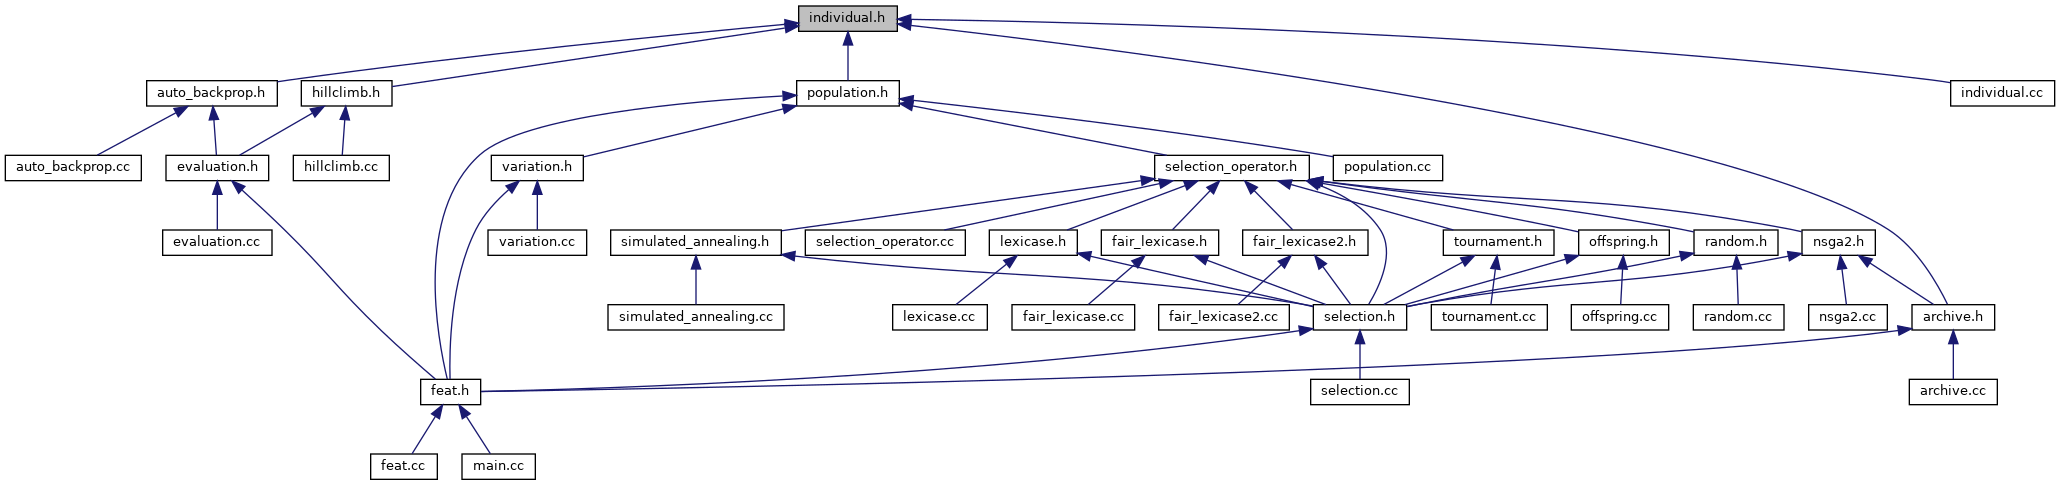 individual.h
auto_backprop.h
hillclimb.h
population.h
individual.cc
auto_backprop.cc
evaluation.h
hillclimb.cc
variation.h
selection_operator.h
population.cc
evaluation.cc
variation.cc
simulated_annealing.h
selection_operator.cc
lexicase.h
fair_lexicase.h
fair_lexicase2.h
tournament.h
offspring.h
random.h
nsga2.h
simulated_annealing.cc
lexicase.cc
fair_lexicase.cc
fair_lexicase2.cc
selection.h
tournament.cc
offspring.cc
random.cc
nsga2.cc
archive.h
feat.h
selection.cc
archive.cc
feat.cc
main.cc